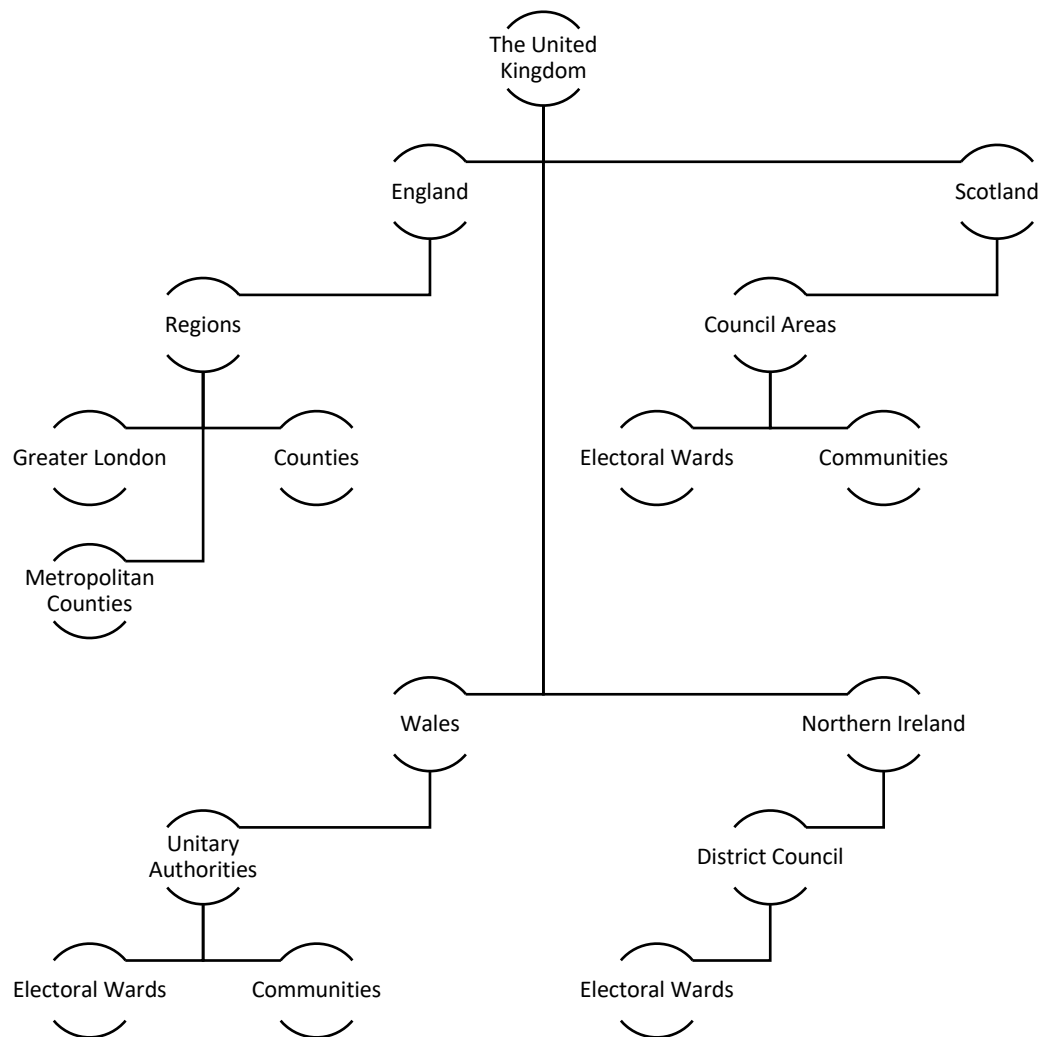 The United
Kingdom
England
Scotland
Regions
Council Areas
Greater London
Counties
Electoral Wards
Communities
Metropolitan
Counties
Wales
Northern Ireland
Unitary
Authorities
District Council
Electoral Wards
Communities
Electoral Wards